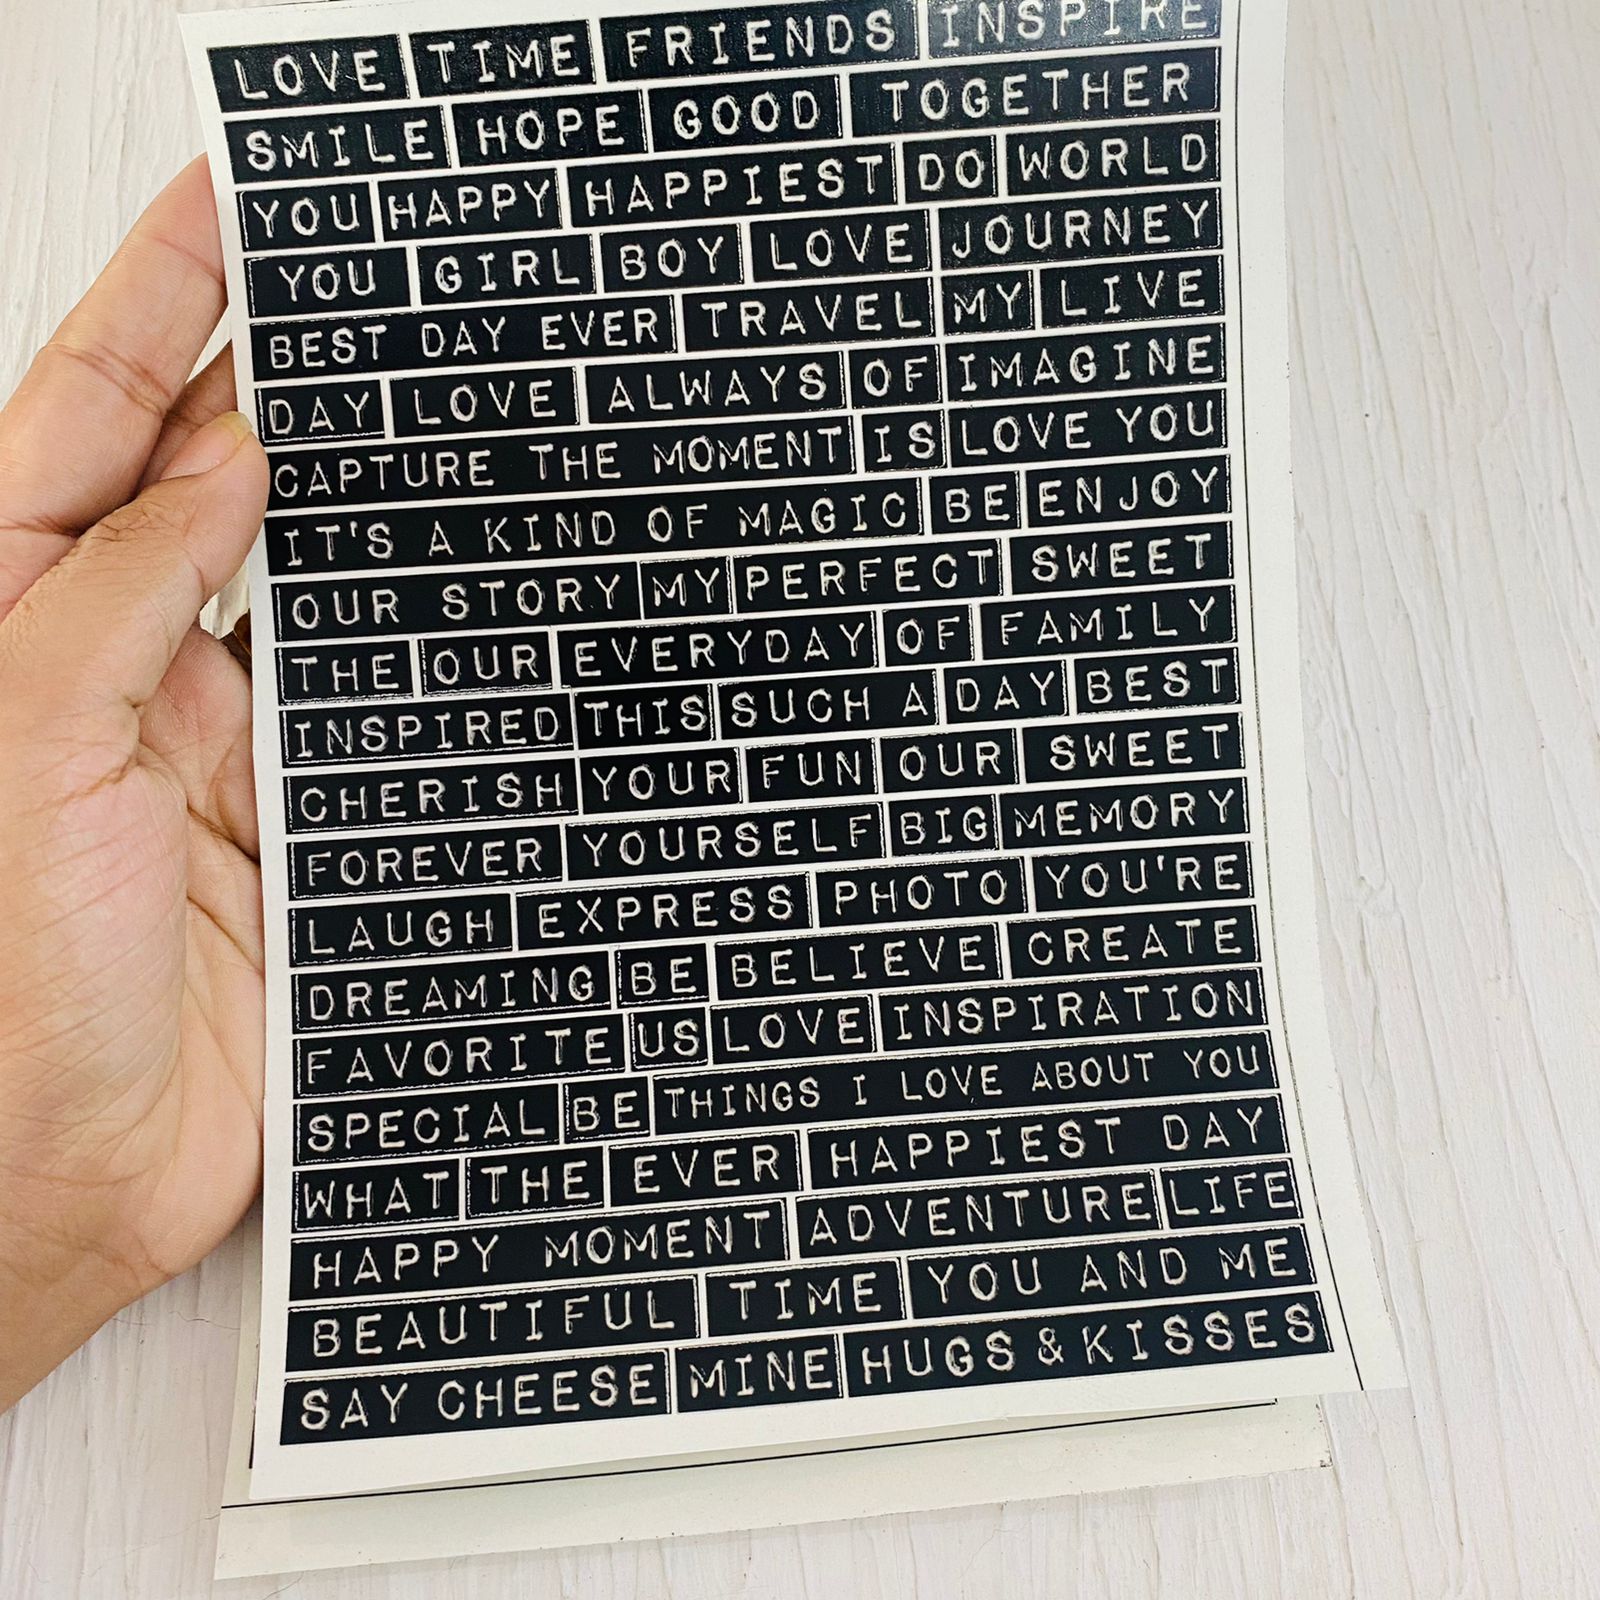 LOVE TIME FRIENDS INSPIRE
SMILE HOPE GOOD TOGETHER
YOU HAPPY HAPPIEST DO WORLD
YOU GIRL BOY LOVE JOURNEY
BEST DAY EVER TRAVEL MY LIVE
DAY LOVE ALWAYS OF IMAGINE
CAPTURE THE MOMENT IS LOVE YOU
IT'S A KIND OF MAGIC BE ENJOY
OUR STORY MY PERFECT SWEET
THE OUR EVERYDAY OF FAMILY
INSPIRED THIS SUCH A DAY BEST
CHERISH YOUR FUN OUR SWEET
FOREVER YOURSELF BIG MEMORY
LAUGH EXPRESS PHOTO YOU'RE
DREAMING BE BELIEVE CREATE
FAVORITE US LOVE INSPIRATION
SPECIAL BE THINGS I LOVE ABOUT YOU
WHAT THE EVER HAPPIEST DAY
HAPPY MOMENT ADVENTURE LIFE
BEAUTIFUL TIME YOU AND ME
SAY CHEESE MINE HUGS & KISSES